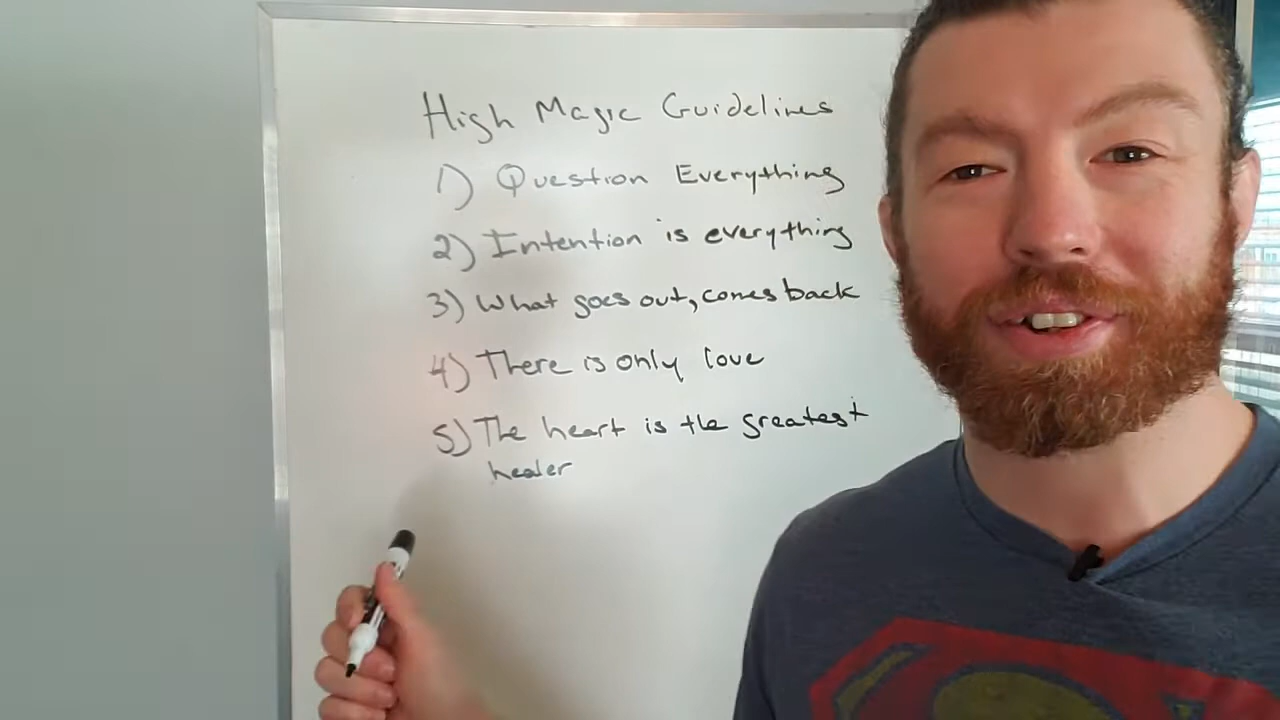 High Magic Guidelines
1) Question Everything
2) Intention is everything
3) What goes out, comes back
4) There is only love
5) The heart is the greatest
healer